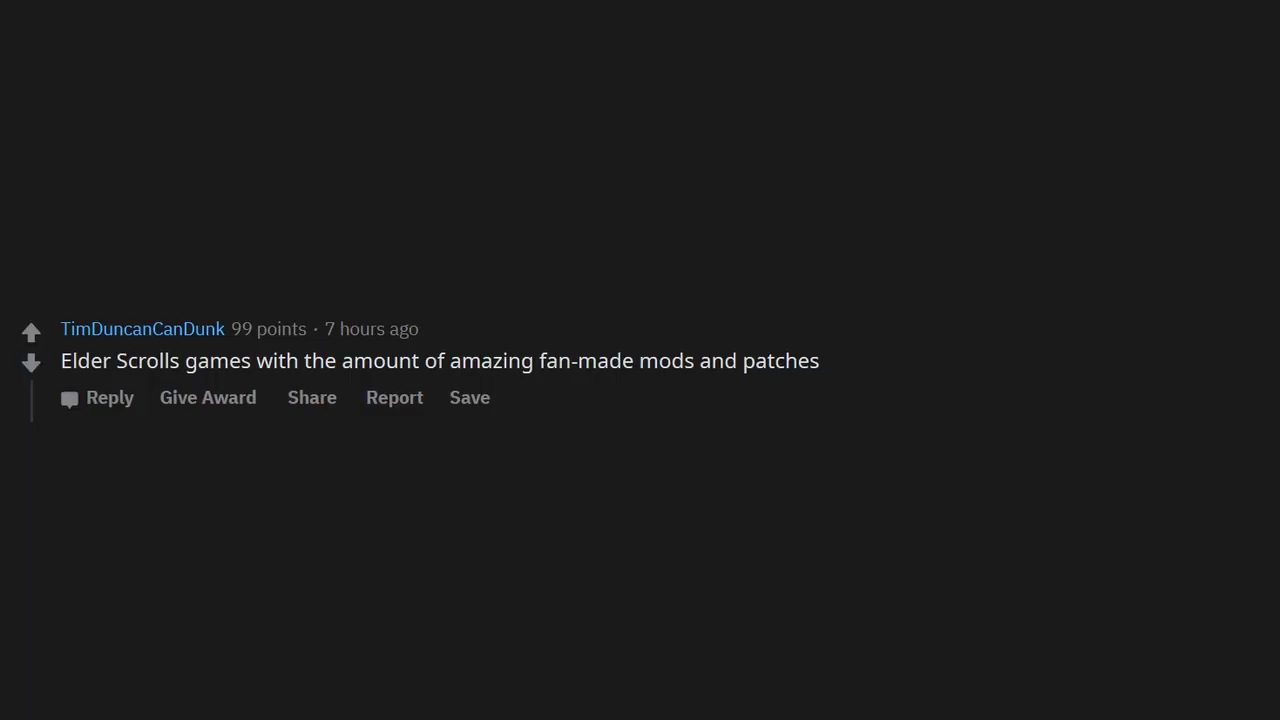 TimDuncanCanDunk 99 points · 7 hours ago
Elder Scrolls games with the amount of amazing fan-made mods and patches
Reply Give Award Share Report Save